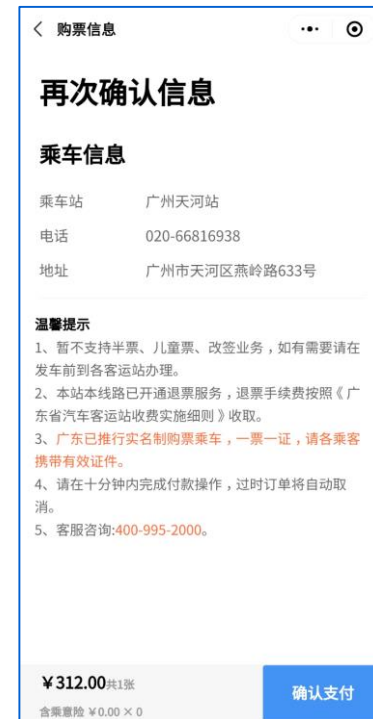 购票信息
再次确认信息
乘车信息
乘车站 广州天河站
电话 020-66816938
地址 广州市天河区燕岭路633号
温馨提示
1、暂不支持半票、儿童票、改签业务，如有需要请在
发车前到各客运站办理。
2、本站本线路已开通退票服务，退票手续费按照《广
东省汽车客运站收费实施细则》收取。
3、广东已推行实名制购票乘车，一票一证，请各乘客
携带有效证件。
4、请在十分钟内完成付款操作，过时订单将自动取
消。
5、客服咨询:400-995-2000。
￥312.00共1张
含乘意险 ￥0.00 × 0
确认支付